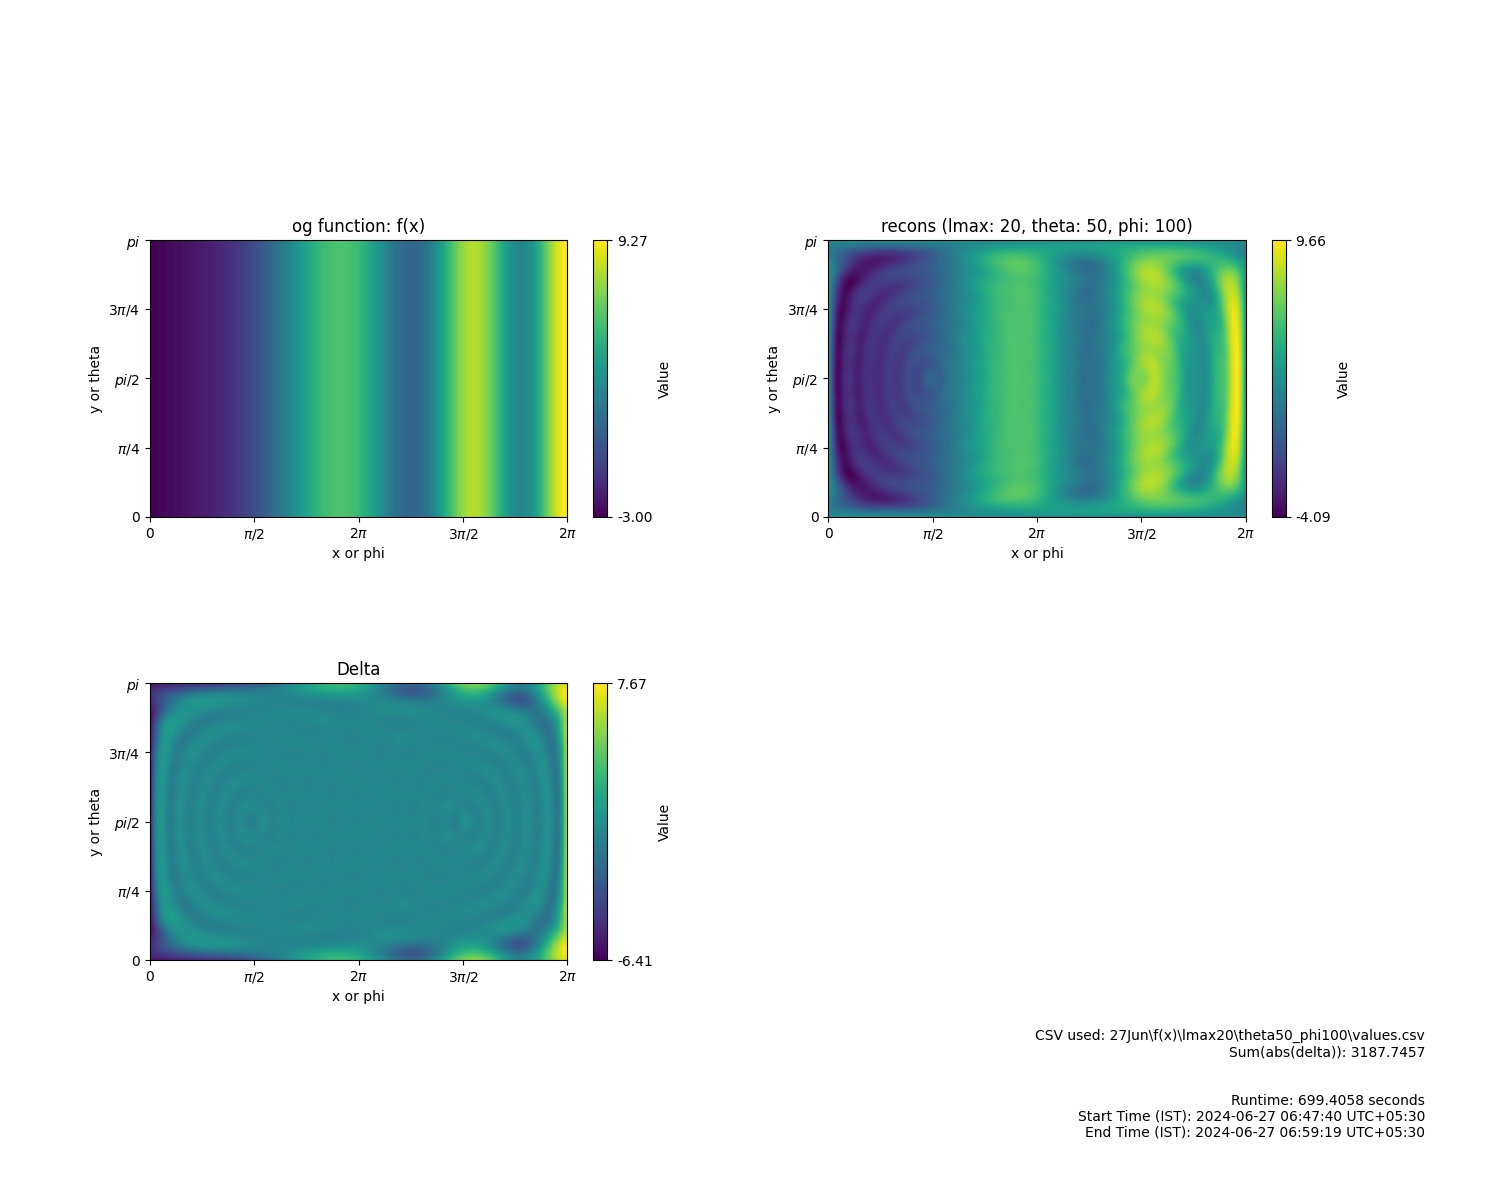 og function: f(x)
pi
3π/4
pi/2
π/4
0
y or theta
0
π/2
2π
3π/2
2π
x or phi
9.27
-3.00
Value
recons (lmax: 20, theta: 50, phi: 100)
pi
3π/4
pi/2
π/4
0
y or theta
0
π/2
2π
3π/2
2π
x or phi
9.66
-4.09
Value
Delta
pi
3π/4
pi/2
π/4
0
y or theta
0
π/2
2π
3π/2
2π
x or phi
7.67
-6.41
Value
CSV used: 27Jun\f(x)\lmax20\theta50_phi100\values.csv
Sum(abs(delta)): 3187.7457
Runtime: 699.4058 seconds
Start Time (IST): 2024-06-27 06:47:40 UTC+05:30
End Time (IST): 2024-06-27 06:59:19 UTC+05:30